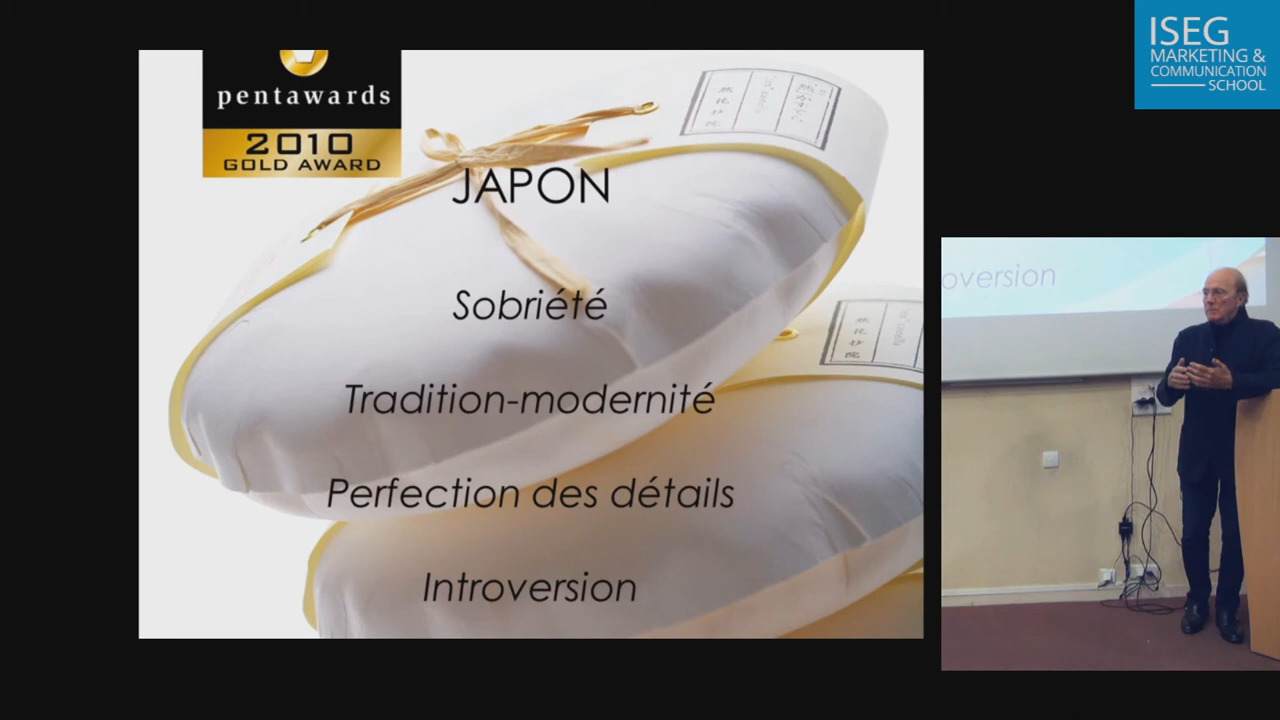 ISEG
MARKETING &
COMMUNICATION
SCHOOL
pentawards
2010
GOLD AWARD
JAPON
Sobriété
Tradition-modernité
Perfection des détails
Introversion
oversion